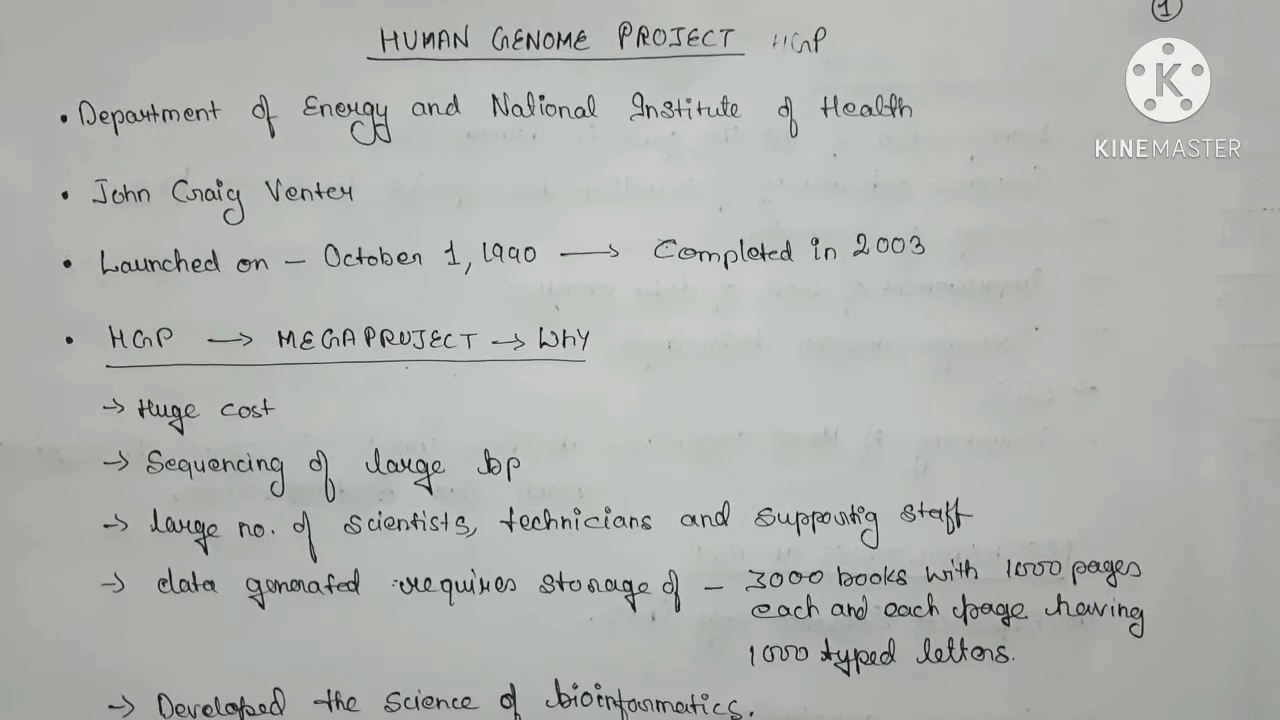 1
HUMAN GENOME PROJECT HGP
K
KINEMASTER
• Department of Energy and National Institute of Health
• John Craig Venter
• Launched on – October 1, 1990 → Completed in 2003
• HGP → MEGAPROJECT → WHY
→ Huge cost
→ Sequencing of large bp
→ large no. of scientists, technicians and supporting staff
→ data generated requires storage of – 3000 books with 1000 pages
each and each page having
1000 typed letters.
→ Developed the science of bioinformatics.